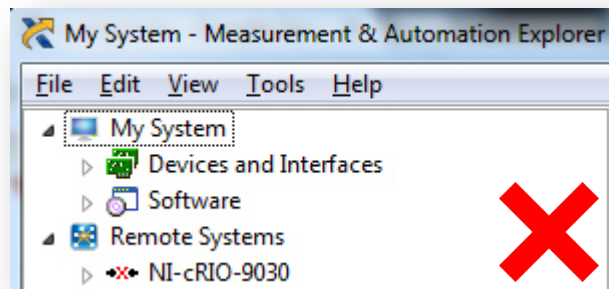 My System - Measurement & Automation Explorer
File Edit View Tools Help
My System
Devices and Interfaces
Software
Remote Systems
NI-cRIO-9030